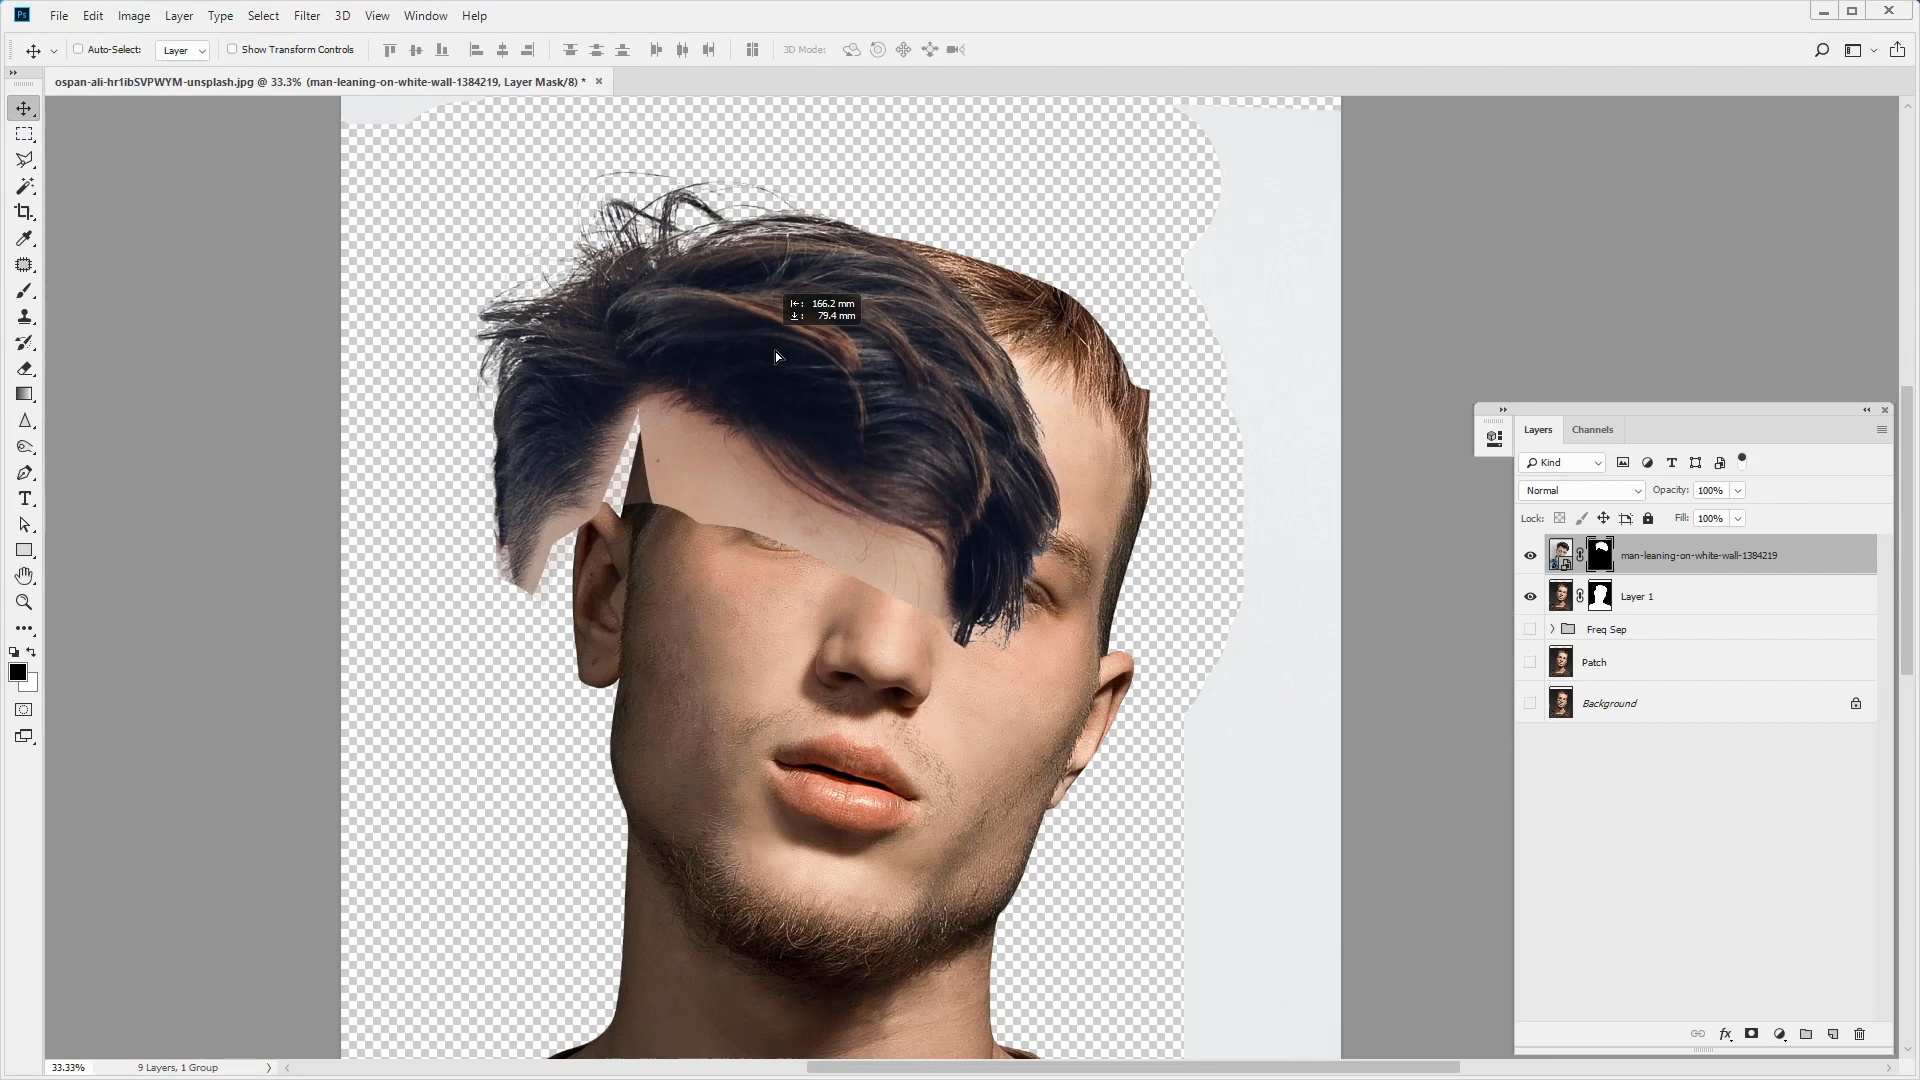 Ps File Edit Image Layer Type Select Filter 3D View Window Help
Auto-Select: Layer Show Transform Controls 3D Mode:
ospan-ali-hr1ibSVPWYM-unsplash.jpg @ 33.3% (man-leaning-on-white-wall-1384219, Layer Mask/8) *
166.2 mm
79.4 mm
Layers Channels
Kind
Normal Opacity: 100%
Lock: Fill: 100%
man-leaning-on-white-wall-1384219
Layer 1
Freq Sep
Patch
Background
33.33% 9 Layers, 1 Group